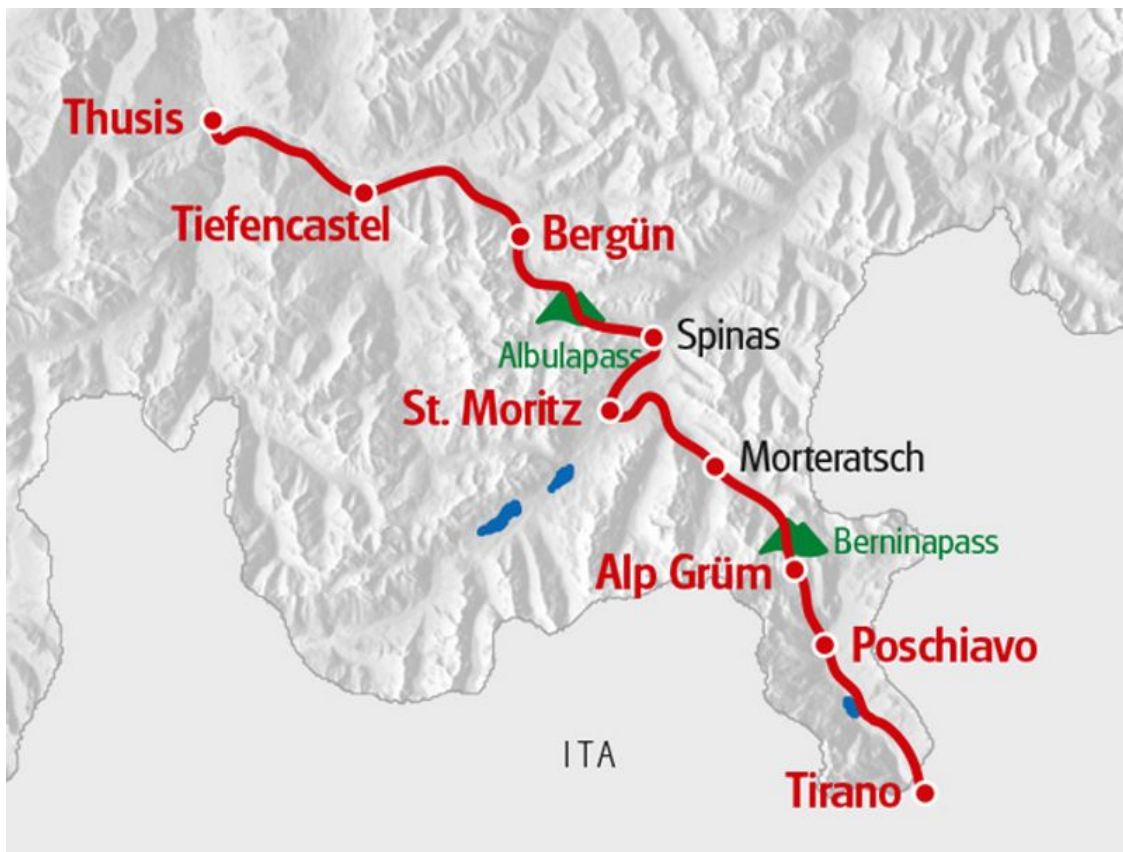 Thusis
Tiefencastel
Bergün
Spinas
Albulapass
St. Moritz
Morteratsch
Berninapass
Alp Grüm
Poschiavo
ITA
Tirano